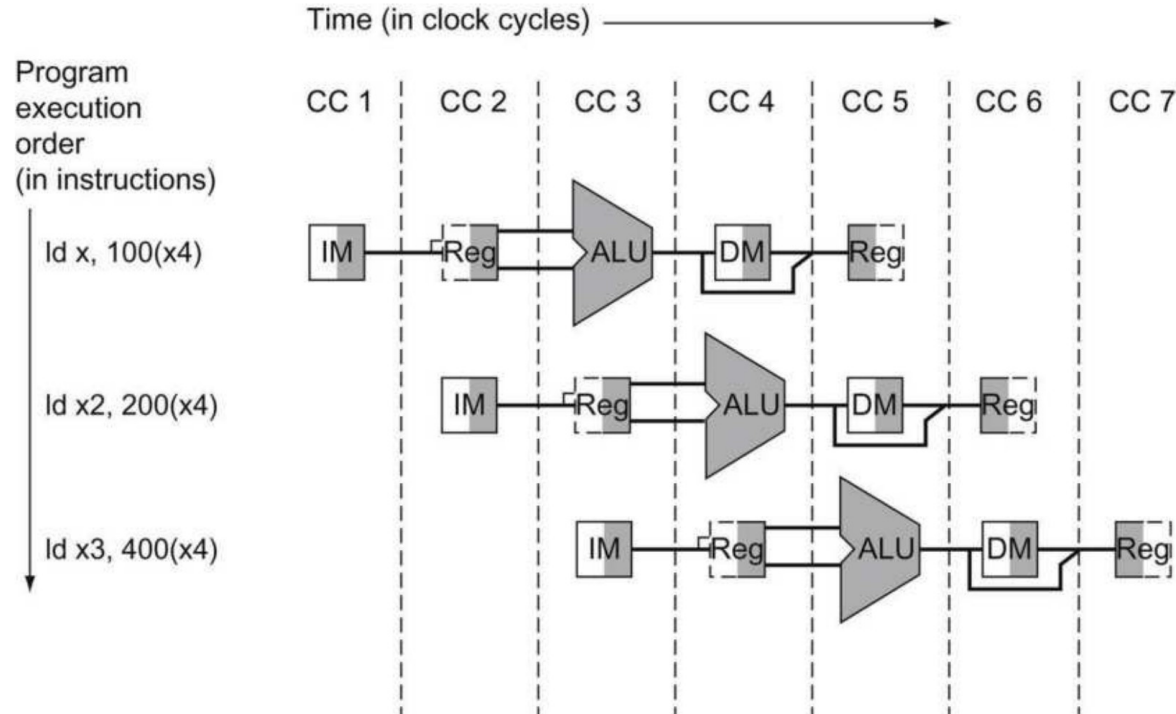 Time (in clock cycles)
Program
execution
order
(in instructions)
CC 1 CC 2 CC 3 CC 4 CC 5 CC 6 CC 7
ld x, 100(x4)
IM Reg ALU DM Reg
ld x2, 200(x4)
IM Reg ALU DM Reg
ld x3, 400(x4)
IM Reg ALU DM Reg